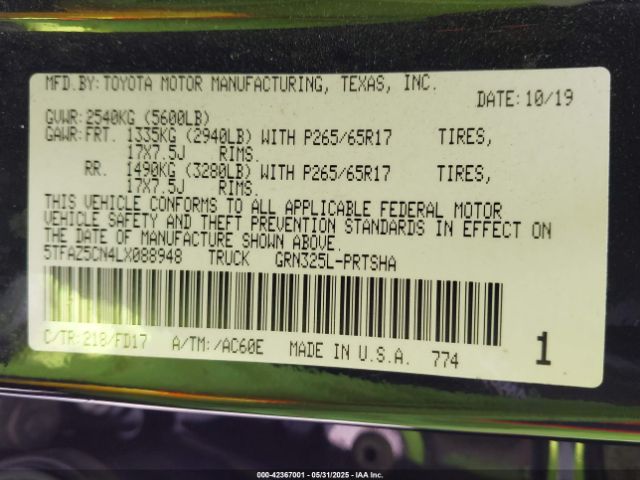 MFD.BY:TOYOTA MOTOR MANUFACTURING, TEXAS, INC.
DATE:10/19
GVWR:2540KG (5600LB)
GAWR:FRT. 1335KG (2940LB) WITH P265/65R17 TIRES,
17X7.5J RIMS.
RR. 1490KG (3280LB) WITH P265/65R17 TIRES,
17X7.5J RIMS.
THIS VEHICLE CONFORMS TO ALL APPLICABLE FEDERAL MOTOR
VEHICLE SAFETY AND THEFT PREVENTION STANDARDS IN EFFECT ON
THE DATE OF MANUFACTURE SHOWN ABOVE.
5TFAZ5CN4LX088948 TRUCK GRN325L-PRTSHA
C/TR:218/FD17 A/TM:/AC60E MADE IN U.S.A. 774 1
000-42367001 - 05/31/2025 - IAA Inc.